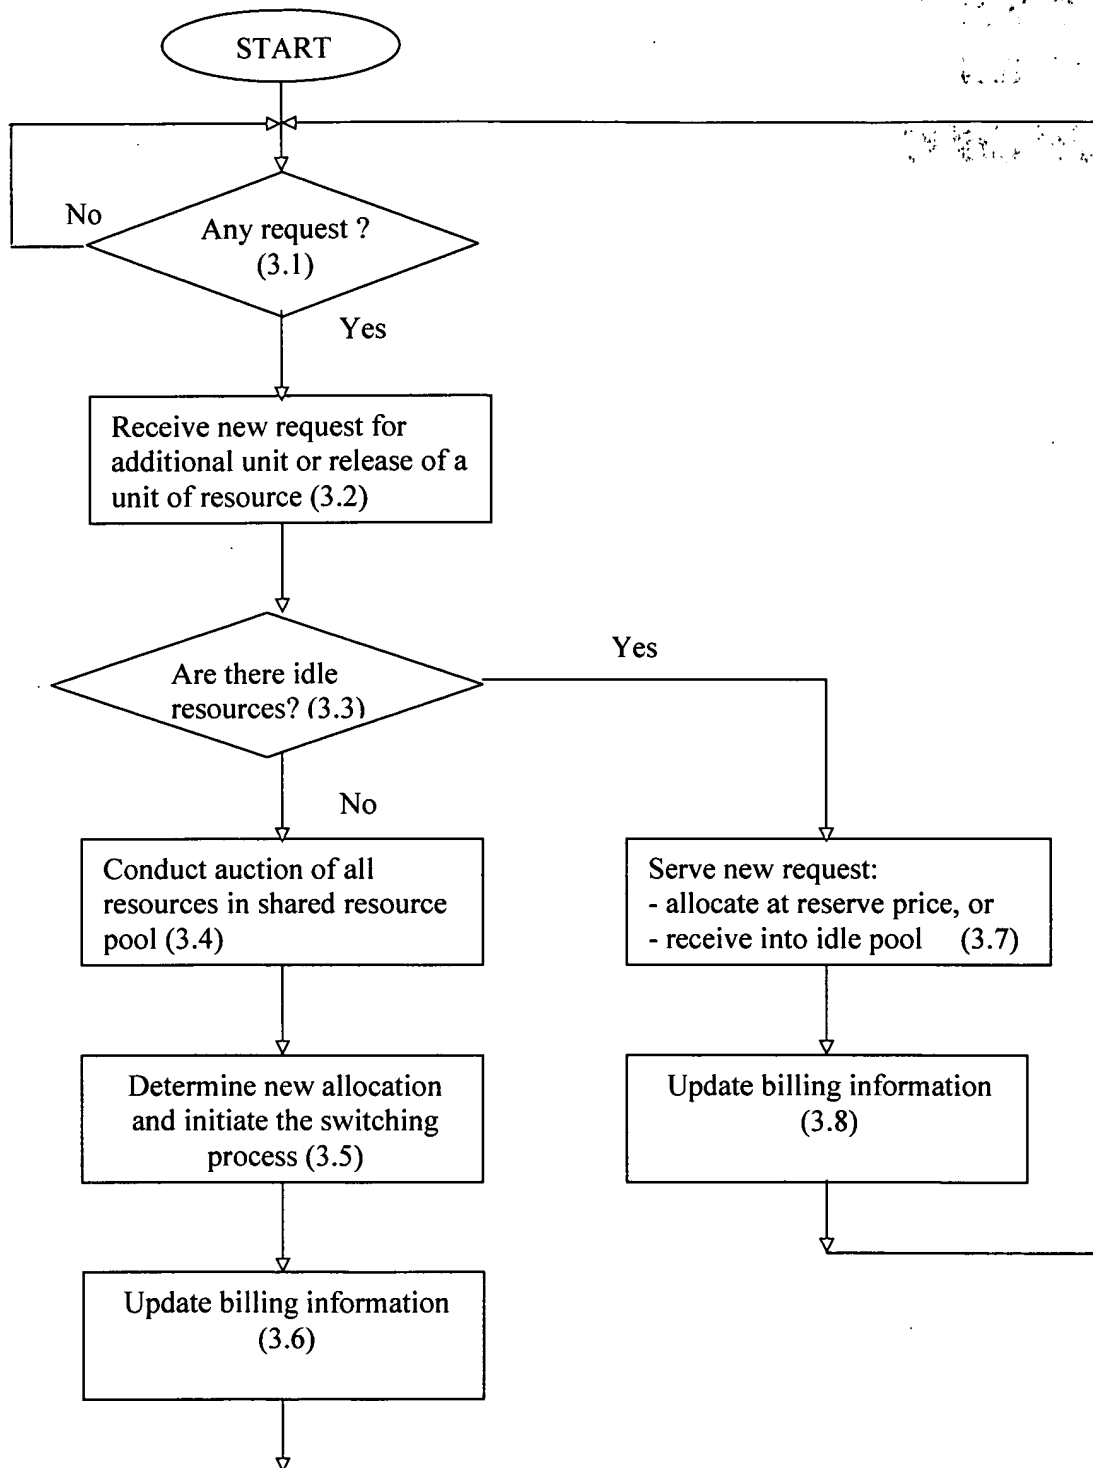 START
No
Any request ?
(3.1)
Yes
Receive new request for
additional unit or release of a
unit of resource (3.2)
Are there idle
resources? (3.3)
Yes
No
Conduct auction of all
resources in shared resource
pool (3.4)
Serve new request:
- allocate at reserve price, or
- receive into idle pool (3.7)
Determine new allocation
and initiate the switching
process (3.5)
Update billing information
(3.8)
Update billing information
(3.6)